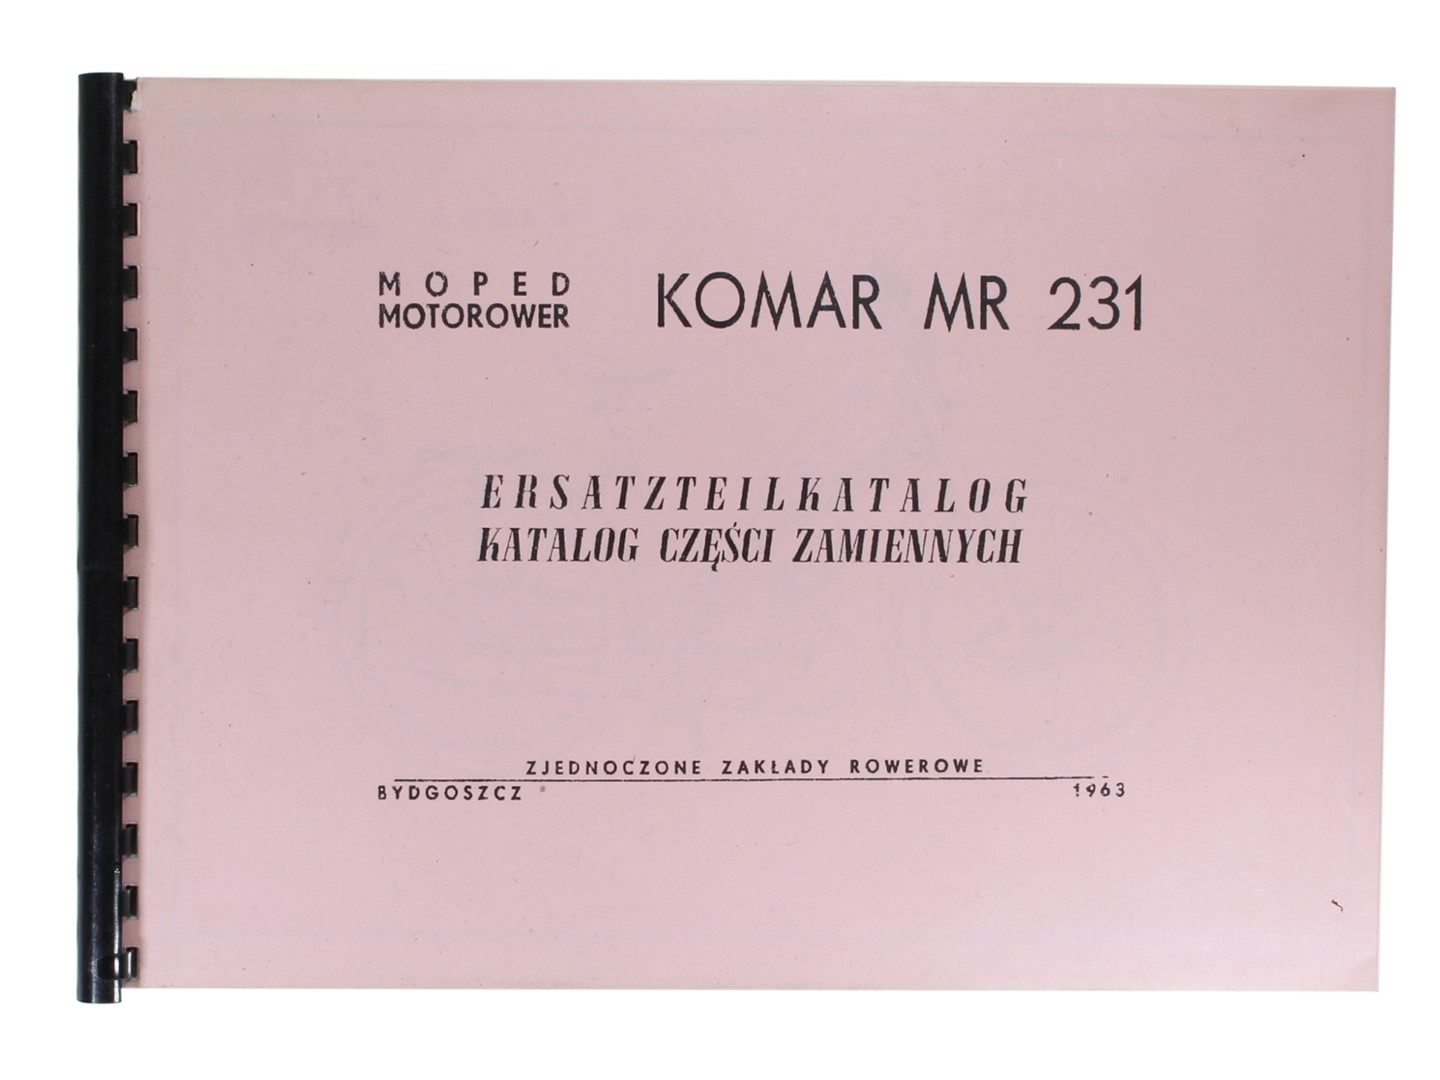 MOPED
MOTOROWER
KOMAR MR 231
ERSATZTEILKATALOG
KATALOG CZĘŚCI ZAMIENNYCH
ZJEDNOCZONE ZAKŁADY ROWEROWE
BYDGOSZCZ 1963